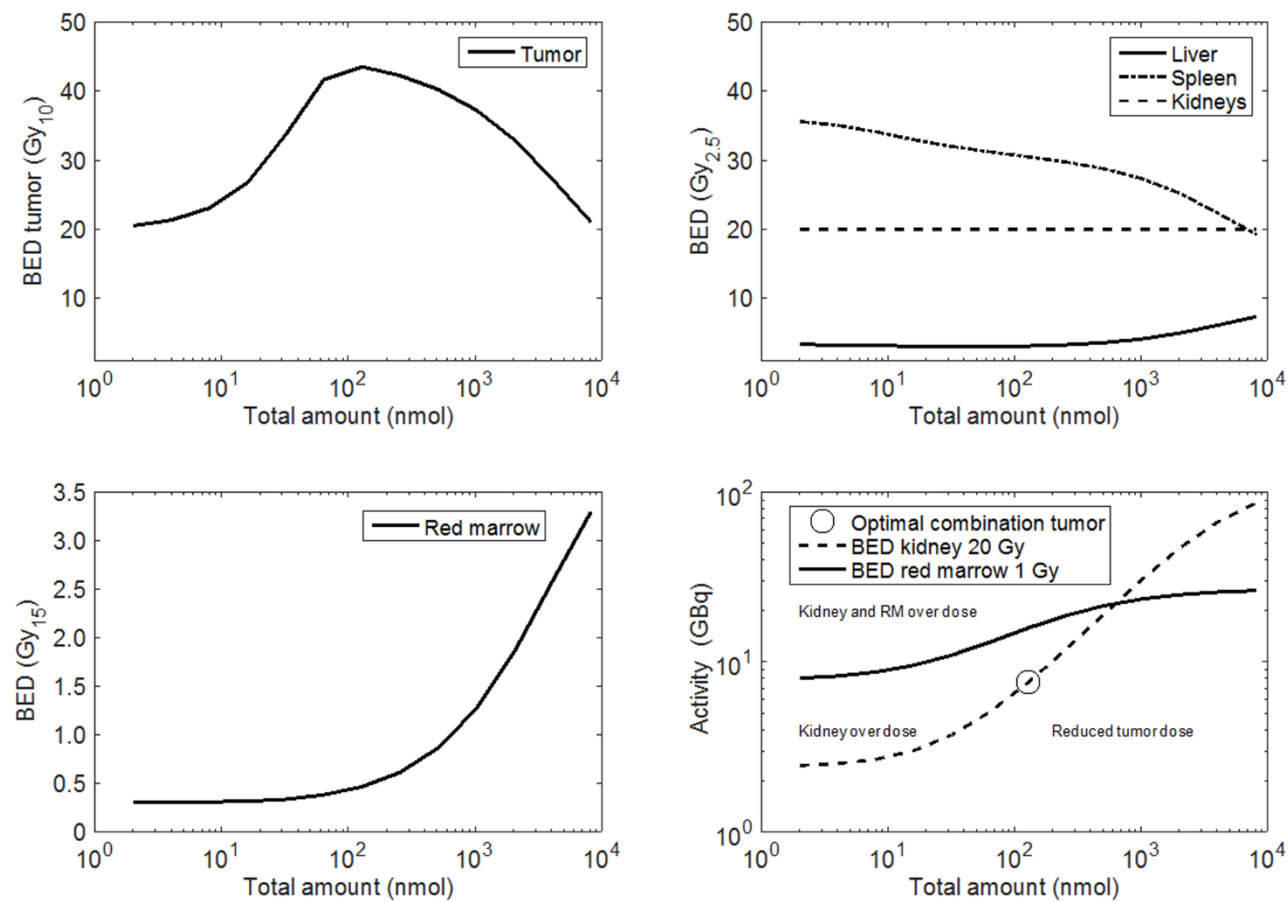 50
40
30
20
10
BED tumor (Gy10)
Tumor
10^0 10^1 10^2 10^3 10^4
Total amount (nmol)
50
40
30
20
10
BED (Gy2.5)
Liver
Spleen
Kidneys
10^0 10^1 10^2 10^3 10^4
Total amount (nmol)
3.5
3.0
2.5
2.0
1.5
1.0
0.5
0
BED (Gy15)
Red marrow
10^0 10^1 10^2 10^3 10^4
Total amount (nmol)
10^2
10^1
10^0
Activity (GBq)
Optimal combination tumor
BED kidney 20 Gy
BED red marrow 1 Gy
Kidney and RM over dose
Kidney over dose
Reduced tumor dose
10^0 10^1 10^2 10^3 10^4
Total amount (nmol)